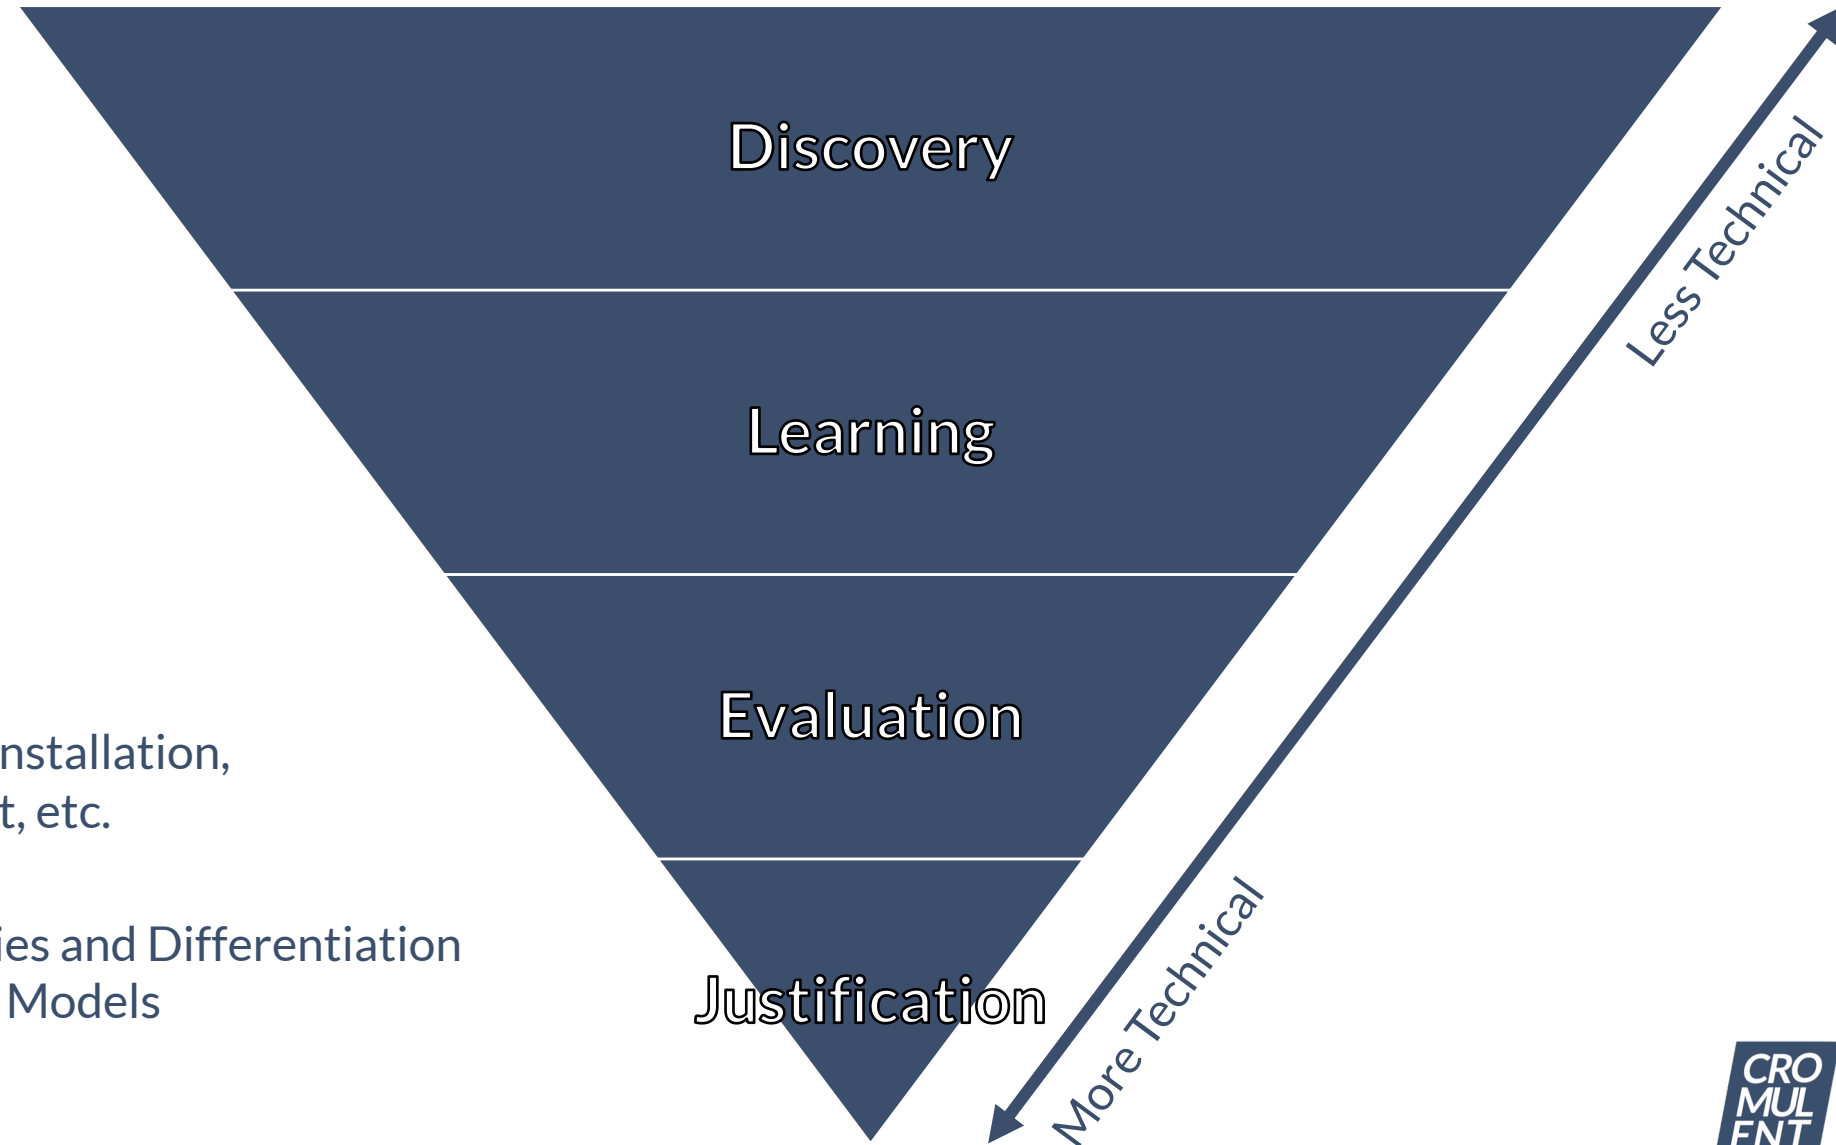 Discovery
Less Technical
Learning
Evaluation
nstallation,
t, etc.
More Technical
ies and Differentiation
Models
Justification
CRO
MUL
ENT